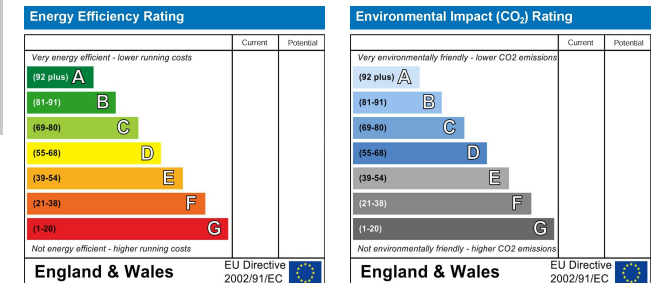 Energy Efficiency Rating
Current Potential
Very energy efficient - lower running costs
(92 plus) A
(81-91) B
(69-80) C
(55-68) D
(39-54) E
(21-38) F
(1-20) G
Not energy efficient - higher running costs
England & Wales
EU Directive
2002/91/EC
Environmental Impact (CO₂) Rating
Current Potential
Very environmentally friendly - lower CO2 emissions
(92 plus) A
(81-91) B
(69-80) C
(55-68) D
(39-54) E
(21-38) F
(1-20) G
Not environmentally friendly - higher CO2 emissions
England & Wales
EU Directive
2002/91/EC